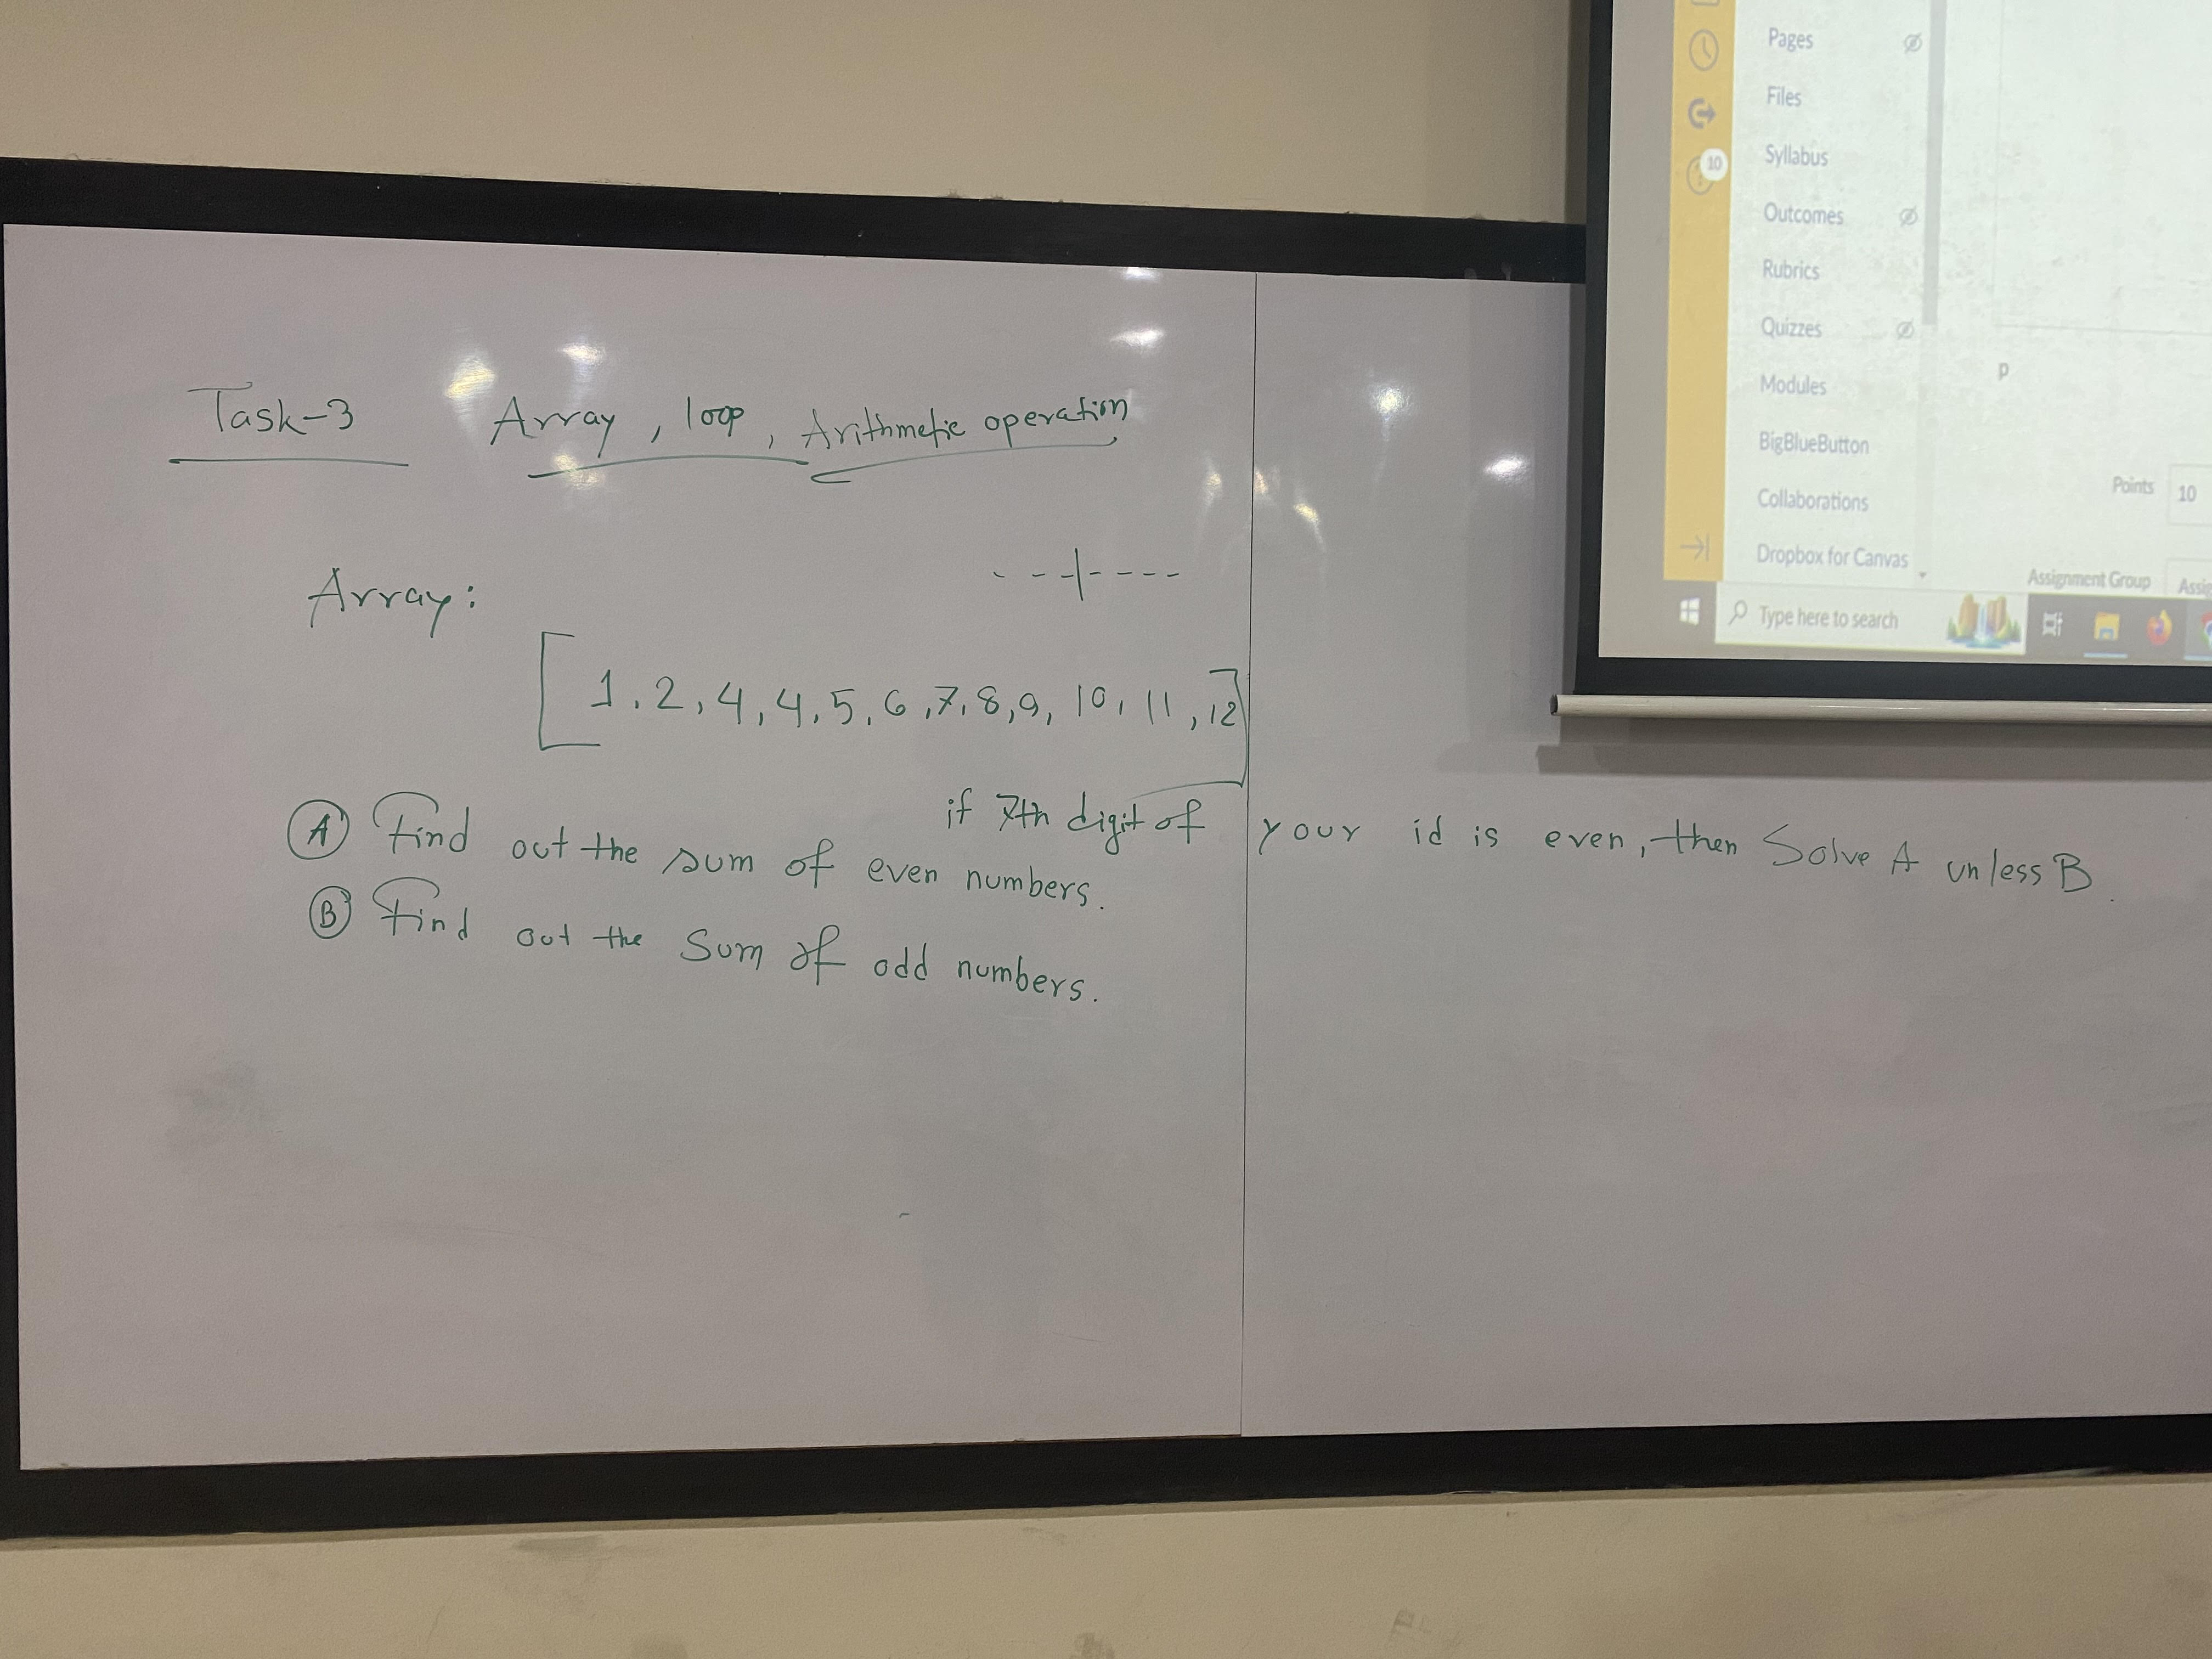 Task-3 Array, loop, Arithmetic operation
Array:
[1, 2, 4, 4, 5, 6, 7, 8, 9, 10, 11, 12]
if 7th digit of your id is even, then Solve A unless B.
A Find out the sum of even numbers.
B Find out the sum of odd numbers.
Pages
Files
10
Syllabus
Outcomes
Rubrics
Quizzes
p
Modules
BigBlueButton
Points 10
Collaborations
Dropbox for Canvas
Assignment Group
Type here to search